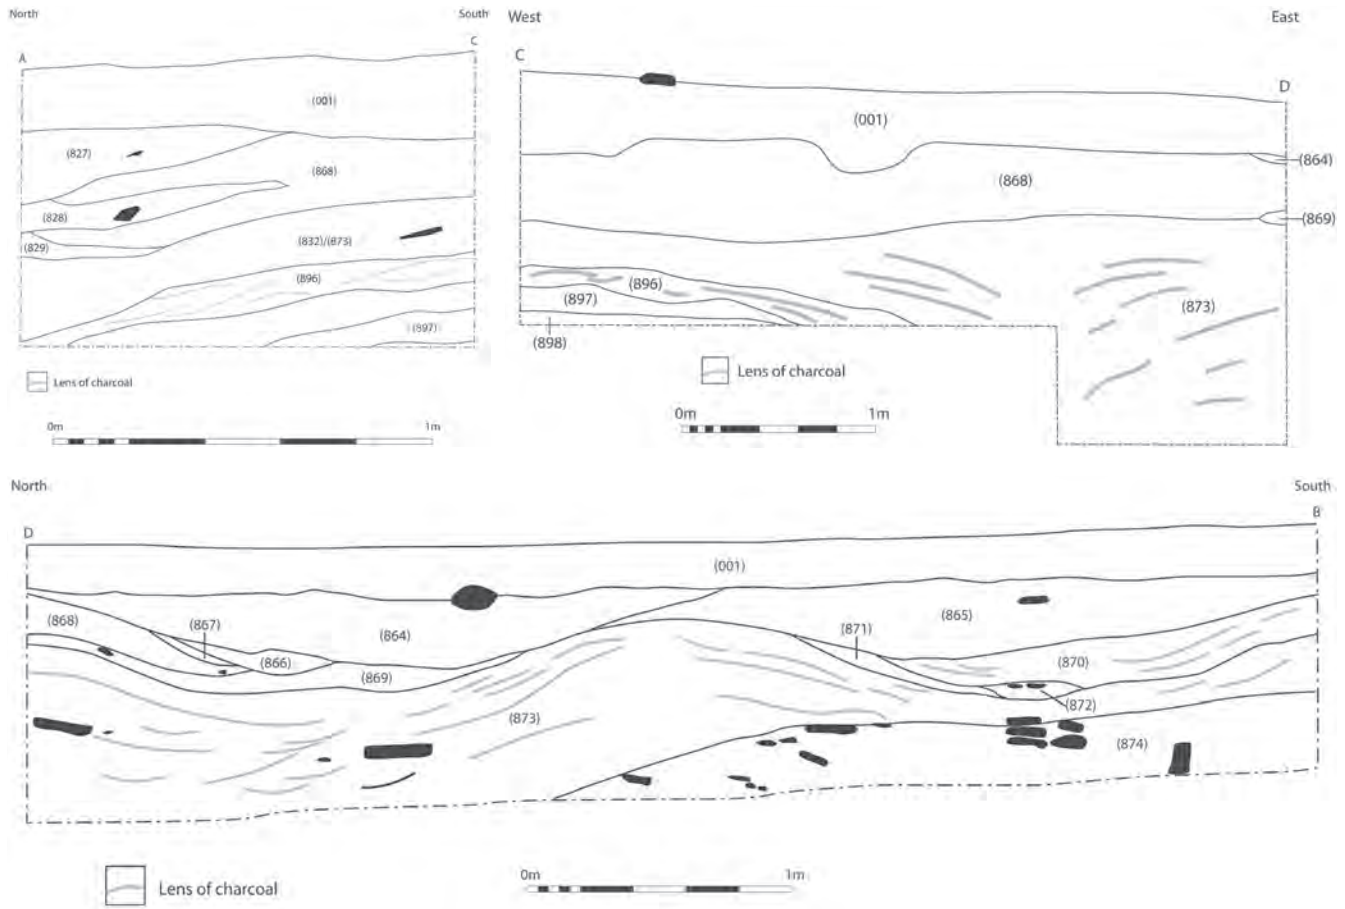 North South
A C
(001)
(827)
(868)
(828)
(829)
(832)/(873)
(896)
(897)
Lens of charcoal
0m 1m
West East
C D
(001)
(864)
(868)
(869)
(896)
(897)
(873)
(898)
Lens of charcoal
0m 1m
North South
D B
(001)
(868)
(867)
(864)
(865)
(871)
(866)
(870)
(869)
(872)
(873)
(874)
Lens of charcoal
0m 1m